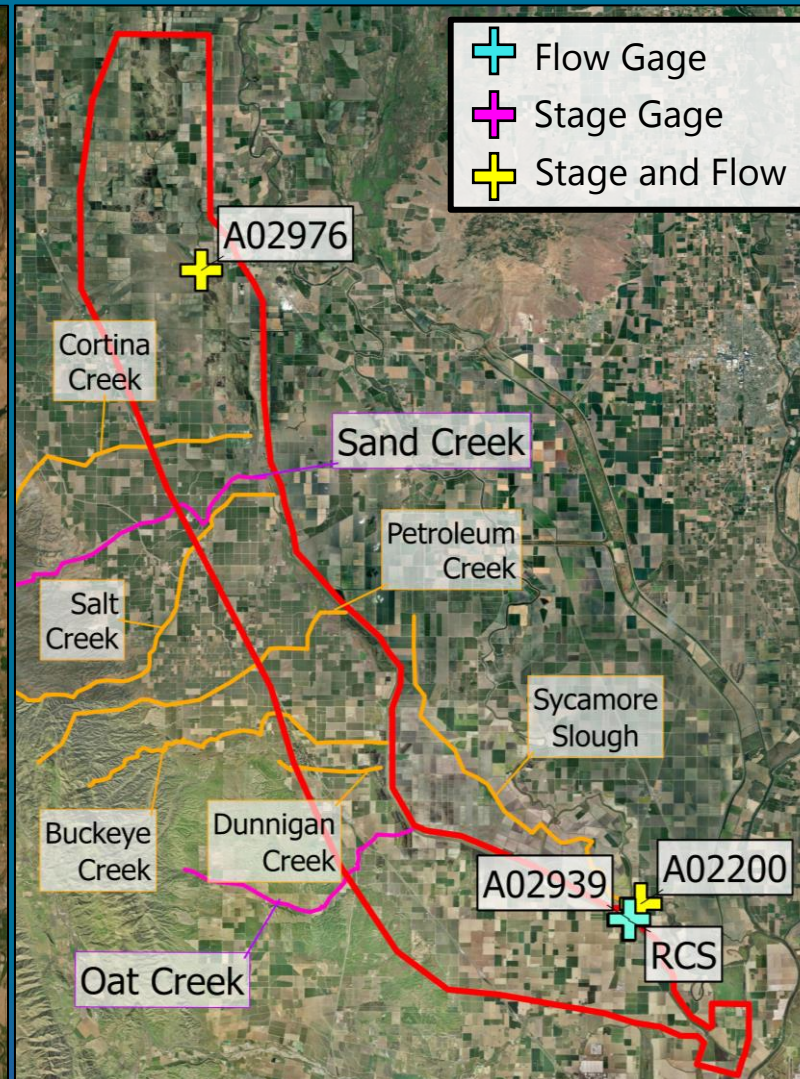 Flow Gage
Stage Gage
Stage and Flow
A02976
Cortina
Creek
Sand Creek
Petroleum
Creek
Salt
Creek
Sycamore
Slough
Buckeye
Creek
Dunnigan
Creek
A02939
A02200
RCS
Oat Creek